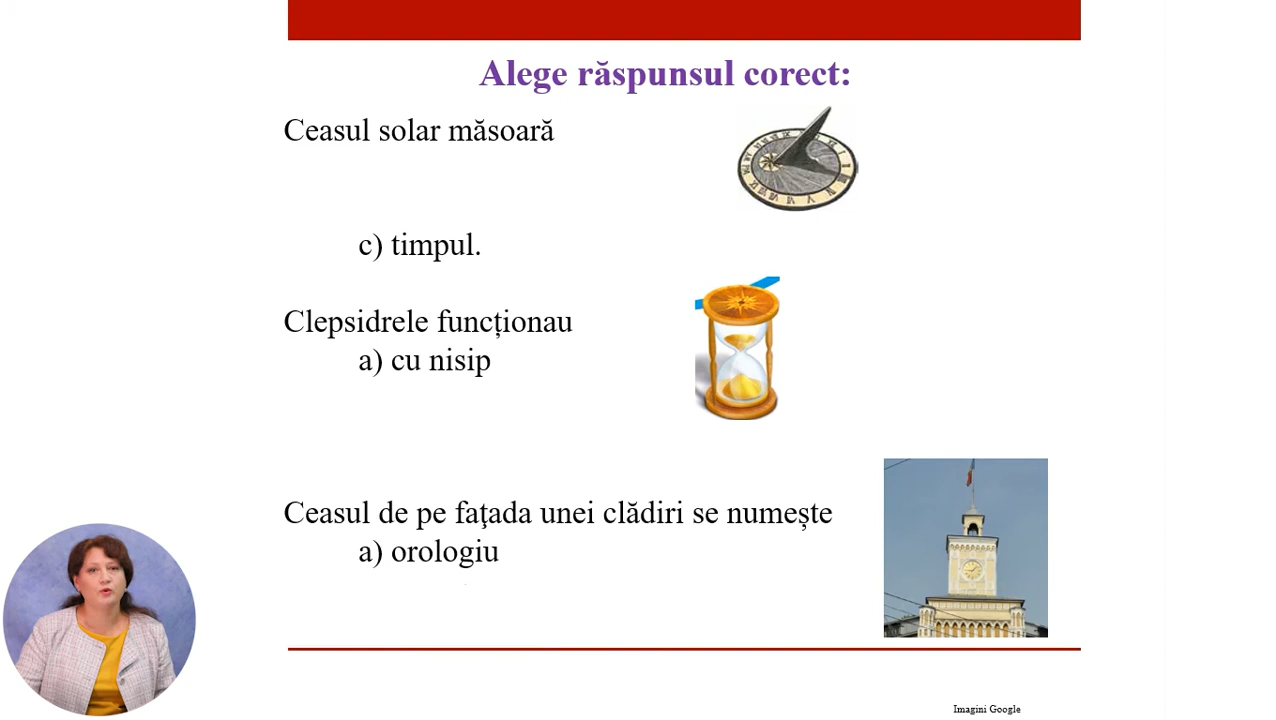 Alege răspunsul corect:
Ceasul solar măsoară
c) timpul.
Clepsidrele funcționau
a) cu nisip
Ceasul de pe faţada unei clădiri se numește
a) orologiu
Imagini Google